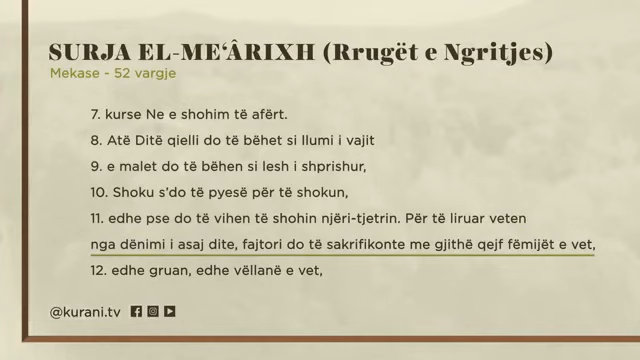 SURJA EL-ME‘ÂRIXH (Rrugët e Ngritjes)
Mekase - 52 vargje
7. kurse Ne e shohim të afërt.
8. Atë Ditë qielli do të bëhet si llumi i vajit
9. e malet do të bëhen si lesh i shprishur,
10. Shoku s’do të pyesë për të shokun,
11. edhe pse do të vihen të shohin njëri-tjetrin. Për të liruar veten
nga dënimi i asaj dite, fajtori do të sakrifikonte me gjithë qejf fëmijët e vet,
12. edhe gruan, edhe vëllanë e vet,
@kurani.tv